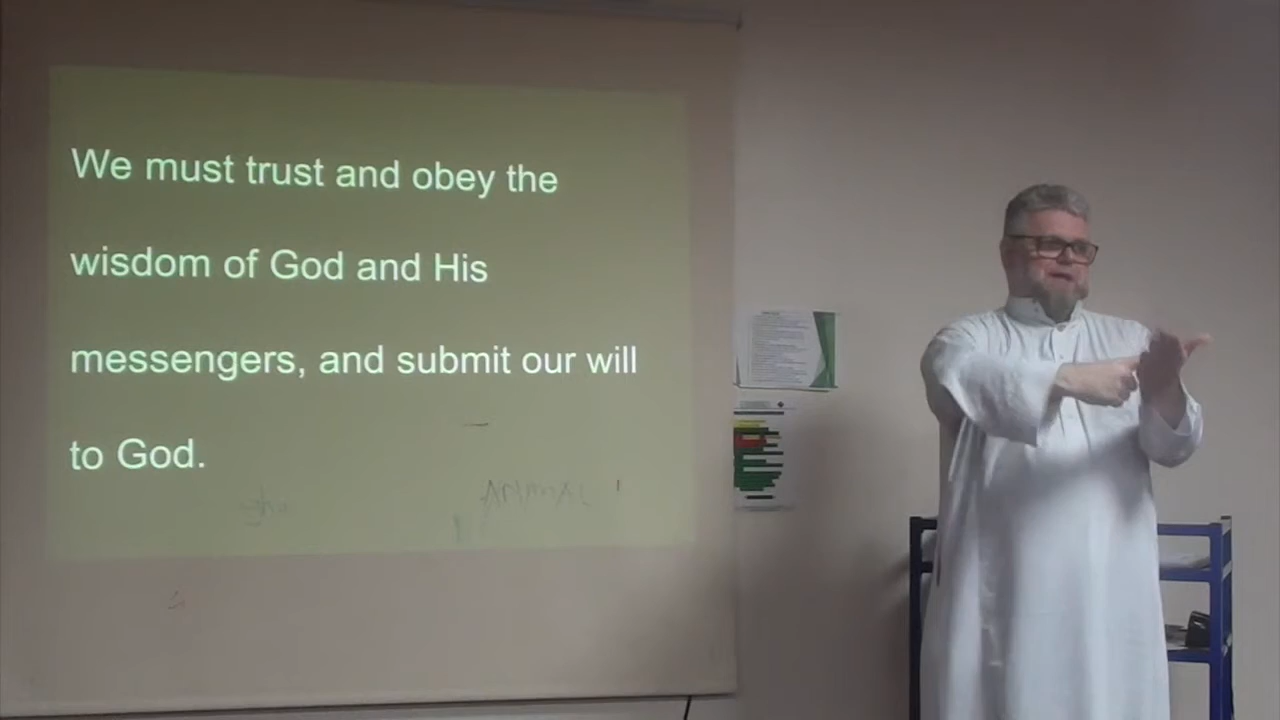 We must trust and obey the
wisdom of God and His
messengers, and submit our will
to God.